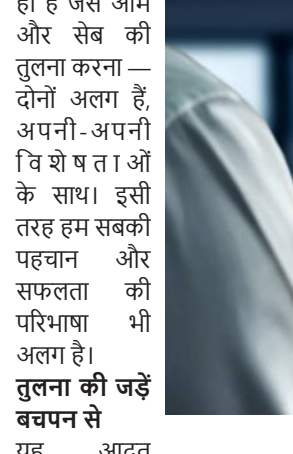 ही है जैसे आम
और सेब की
तुलना करना —
दोनों अलग हैं,
अपनी-अपनी
विशेषताओं
के साथ। इसी
तरह हम सबकी
पहचान और
सफलता की
परिभाषा भी
अलग है।
तुलना की जड़ें
बचपन से
यह आदत